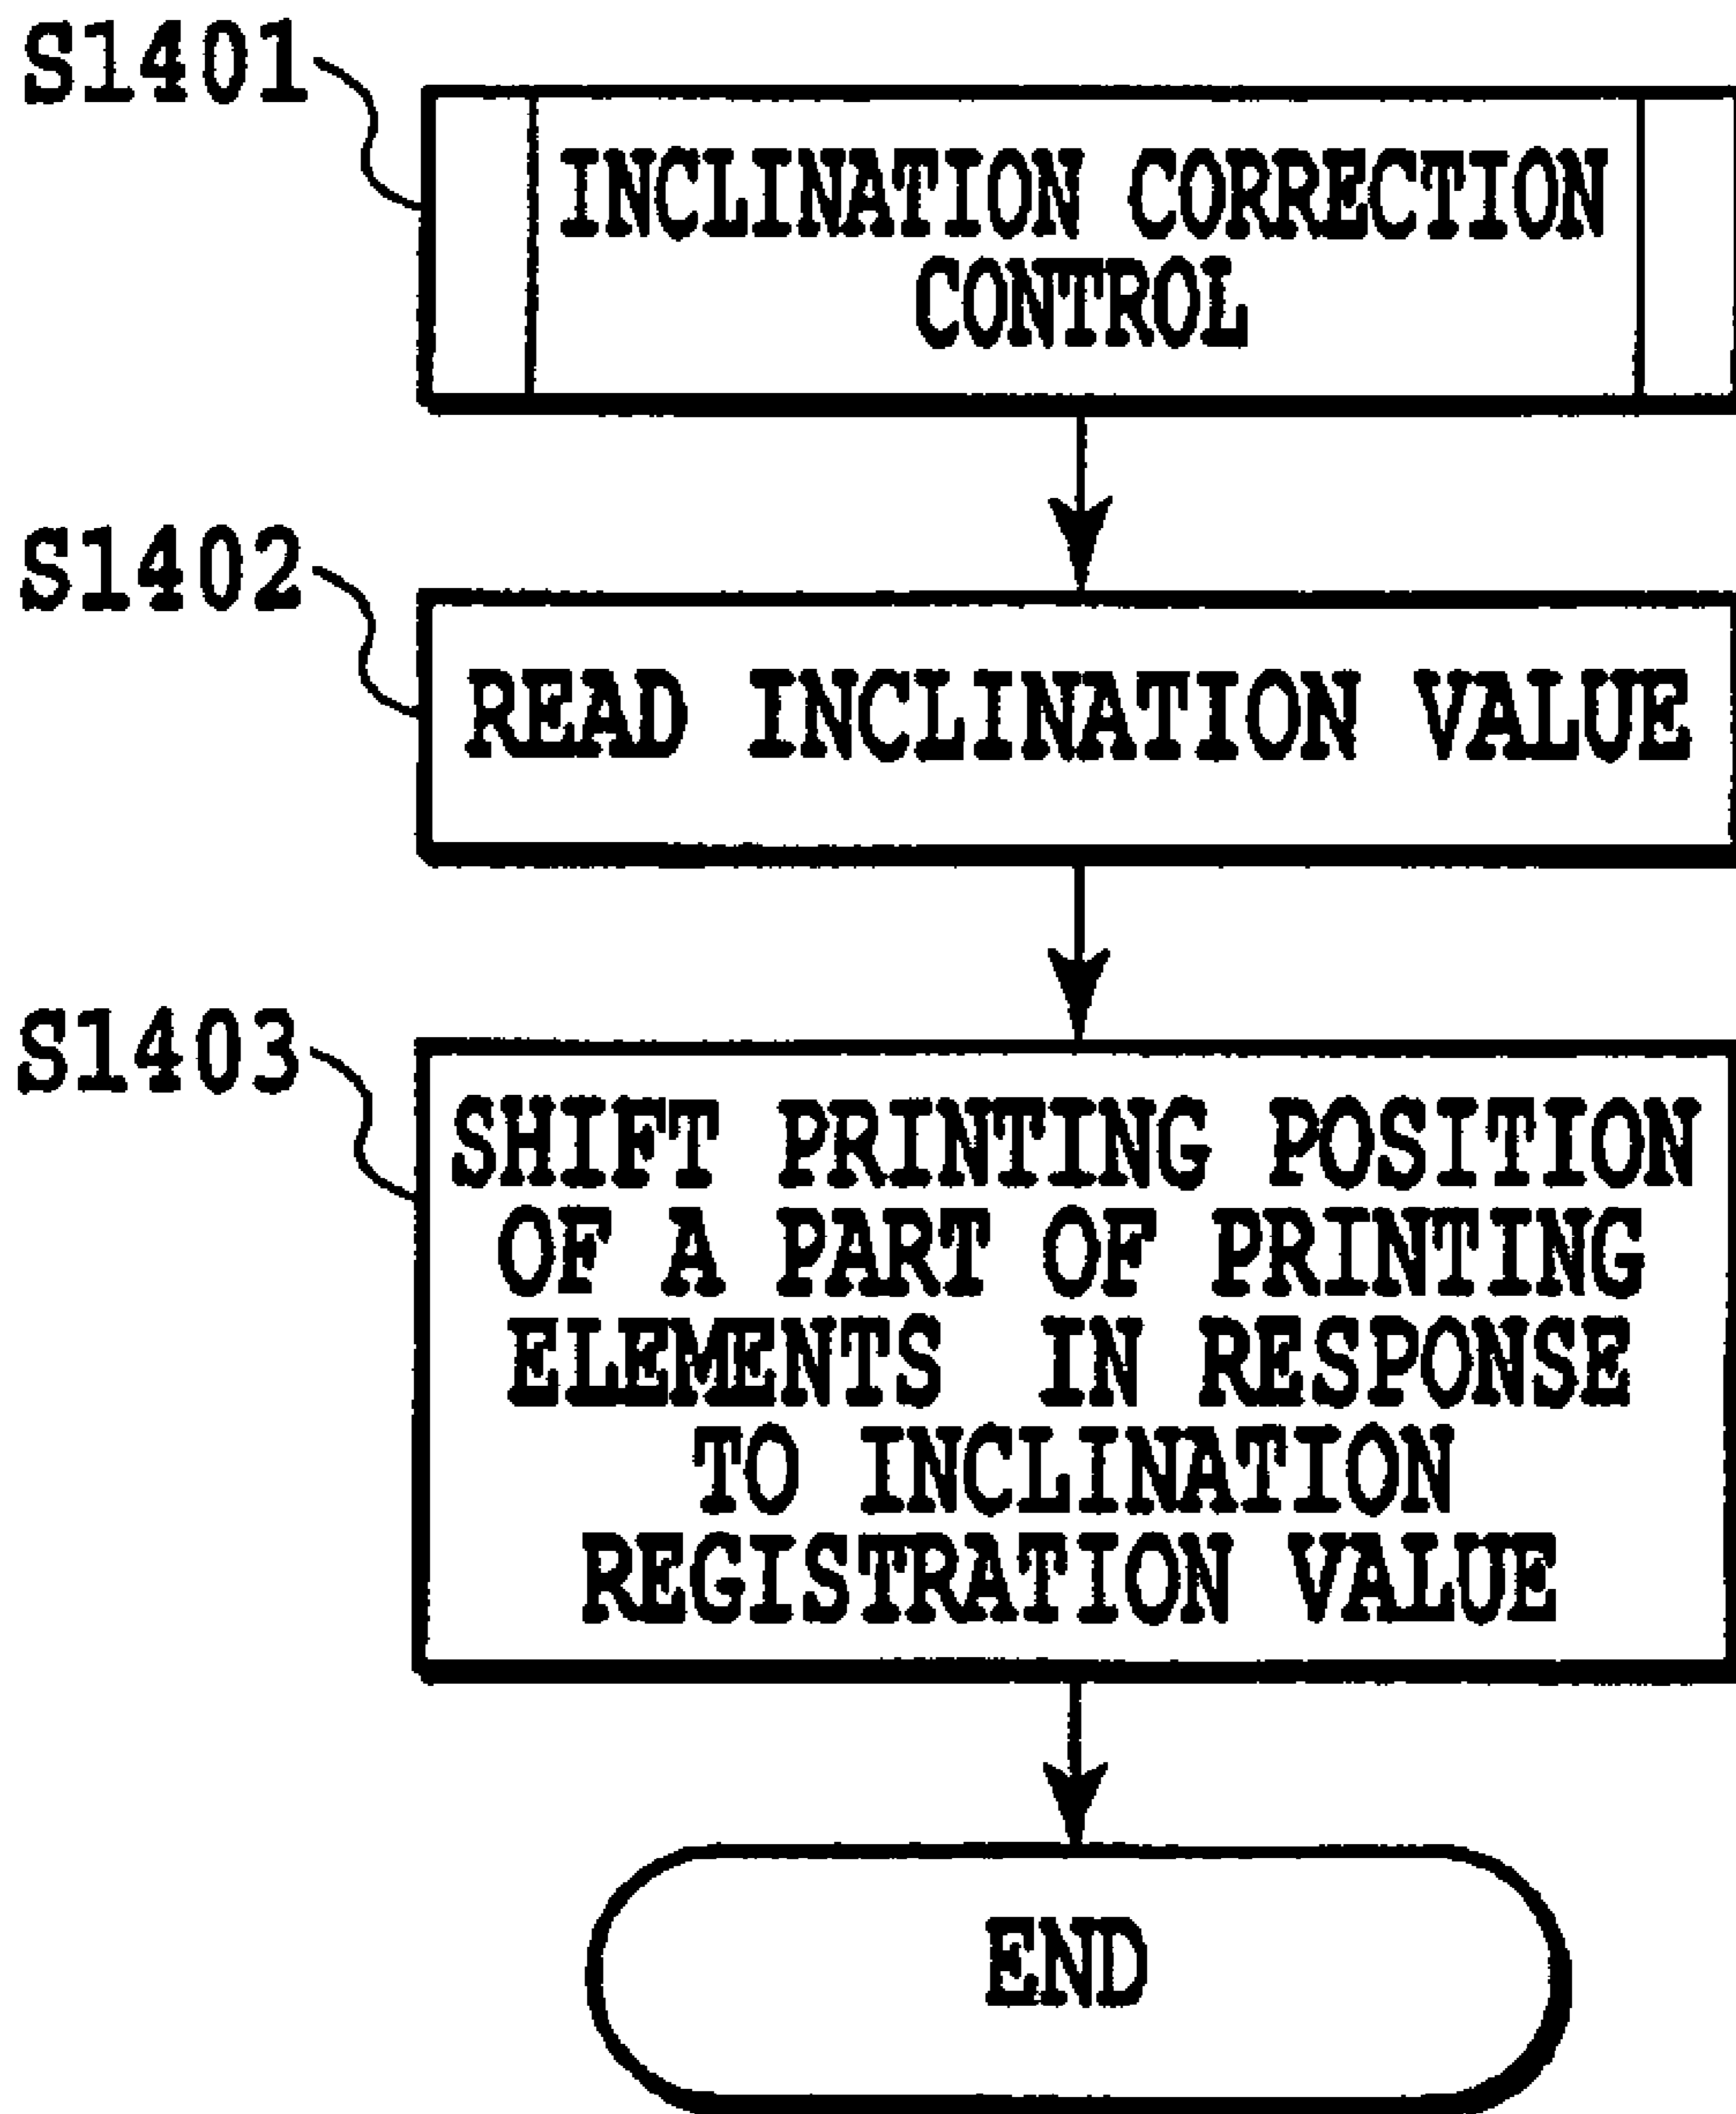 S1401
INCLINATION CORRECTION
CONTROL
S1402
READ INCLINATION VALUE
S1403
SHIFT PRINTING POSITION
OF A PART OF PRINTING
ELEMENTS IN RESPONSE
TO INCLINATION
REGISTRATION VALUE
END